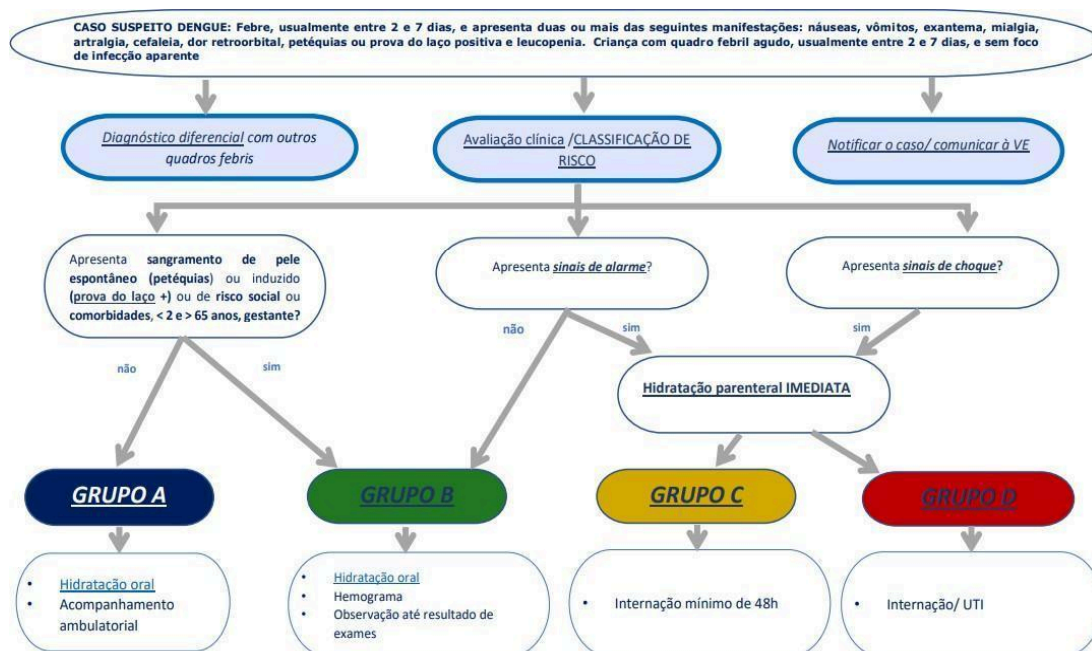 CASO SUSPEITO DENGUE: Febre, usualmente entre 2 e 7 dias, e apresenta duas ou mais das seguintes manifestações: náuseas, vômitos, exantema, mialgia,
artralgia, cefaleia, dor retroorbital, petéquias ou prova do laço positiva e leucopenia. Criança com quadro febril agudo, usualmente entre 2 e 7 dias, e sem foco
de infecção aparente
Diagnóstico diferencial com outros
quadros febris
Avaliação clínica /CLASSIFICAÇÃO DE
RISCO
Notificar o caso/ comunicar à VE
Apresenta sangramento de pele
espontâneo (petéquias) ou induzido
(prova do laço +) ou de risco social ou
comorbidades, < 2 e > 65 anos, gestante?
Apresenta sinais de alarme?
Apresenta sinais de choque?
não
sim
não
sim
sim
Hidratação parenteral IMEDIATA
GRUPO A
GRUPO B
GRUPO C
GRUPO D
• Hidratação oral
• Acompanhamento
ambulatorial
• Hidratação oral
• Hemograma
• Observação até resultado de
exames
• Internação mínimo de 48h
• Internação/ UTI